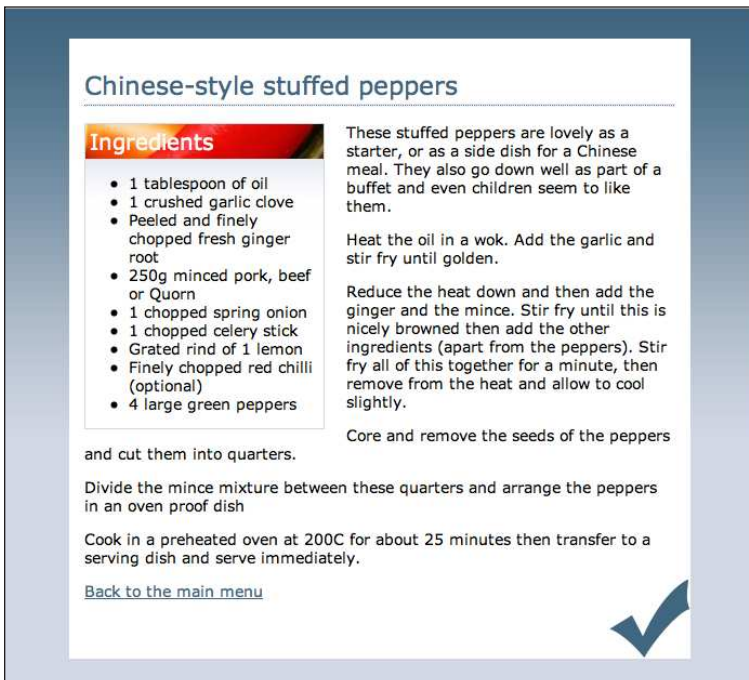 Chinese-style stuffed peppers
Ingredients
1 tablespoon of oil
1 crushed garlic clove
Peeled and finely
chopped fresh ginger
root
250g minced pork, beef
or Quorn
1 chopped spring onion
1 chopped celery stick
Grated rind of 1 lemon
Finely chopped red chilli
(optional)
4 large green peppers
These stuffed peppers are lovely as a
starter, or as a side dish for a Chinese
meal. They also go down well as part of a
buffet and even children seem to like
them.
Heat the oil in a wok. Add the garlic and
stir fry until golden.
Reduce the heat down and then add the
ginger and the mince. Stir fry until this is
nicely browned then add the other
ingredients (apart from the peppers). Stir
fry all of this together for a minute, then
remove from the heat and allow to cool
slightly.
Core and remove the seeds of the peppers
and cut them into quarters.
Divide the mince mixture between these quarters and arrange the peppers
in an oven proof dish
Cook in a preheated oven at 200C for about 25 minutes then transfer to a
serving dish and serve immediately.
Back to the main menu